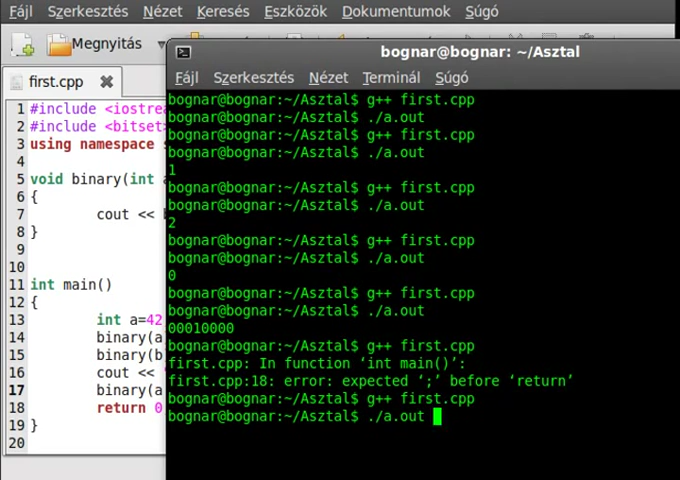 Fájl Szerkesztés Nézet Keresés Eszközök Dokumentumok Súgó
Megnyitás
first.cpp
1 #include <iostrea
2 #include <bitset>
3 using namespace s
4
5 void binary(int a
6 {
7 cout << b
8 }
9
10
11 int main()
12 {
13 int a=42
14 binary(a
15 binary(b
16 cout << "
17 binary(a
18 return 0
19 }
20
bognar@bognar: ~/Asztal
Fájl Szerkesztés Nézet Terminál Súgó
bognar@bognar:~/Asztal$ g++ first.cpp
bognar@bognar:~/Asztal$ ./a.out
bognar@bognar:~/Asztal$ g++ first.cpp
bognar@bognar:~/Asztal$ ./a.out
1
bognar@bognar:~/Asztal$ g++ first.cpp
bognar@bognar:~/Asztal$ ./a.out
2
bognar@bognar:~/Asztal$ g++ first.cpp
bognar@bognar:~/Asztal$ ./a.out
0
bognar@bognar:~/Asztal$ g++ first.cpp
bognar@bognar:~/Asztal$ ./a.out
00010000
bognar@bognar:~/Asztal$ g++ first.cpp
first.cpp: In function ‘int main()’:
first.cpp:18: error: expected ‘;’ before ‘return’
bognar@bognar:~/Asztal$ g++ first.cpp
bognar@bognar:~/Asztal$ ./a.out